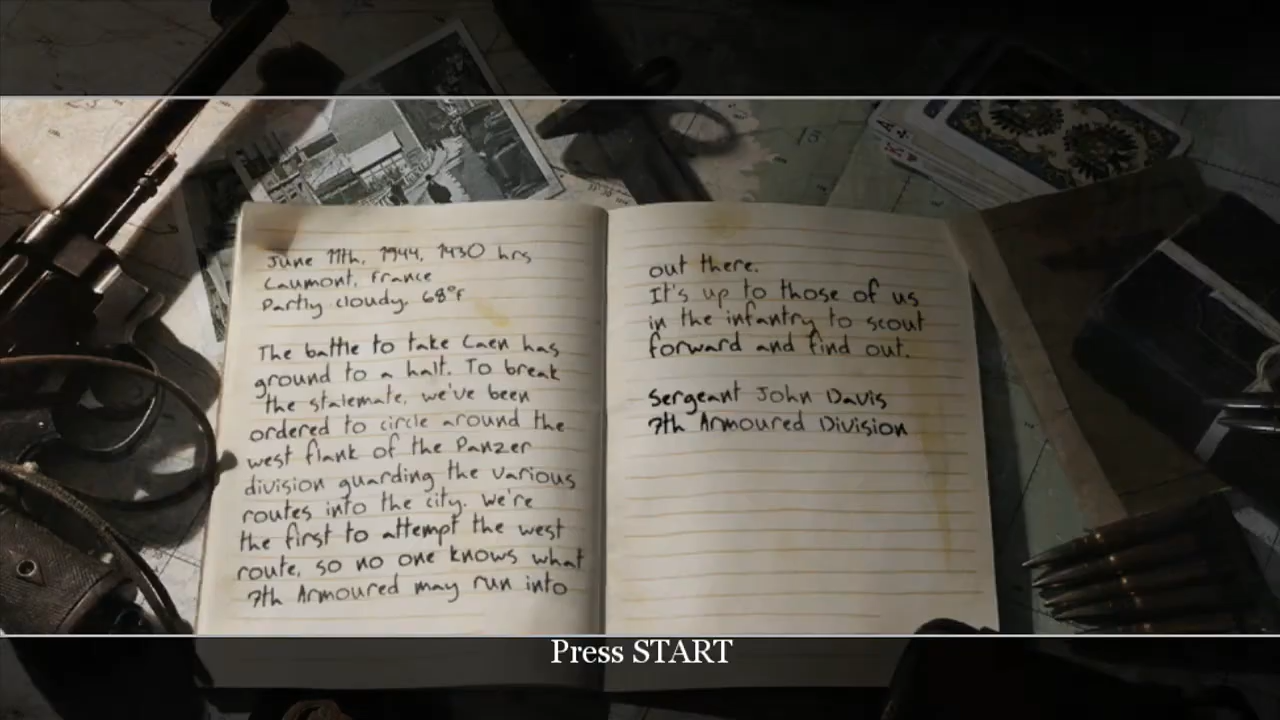 June 11th, 1944, 1430 hrs
Caumont, France
Partly cloudy, 68°F
The battle to take Caen has
ground to a halt. To break
the stalemate, we've been
ordered to circle around the
west flank of the Panzer
division guarding the various
routes into the city. We're
the first to attempt the west
route, so no one knows what
7th Armoured may run into
out there.
It's up to those of us
in the infantry to scout
forward and find out.
Sergeant John Davis
7th Armoured Division
Press START